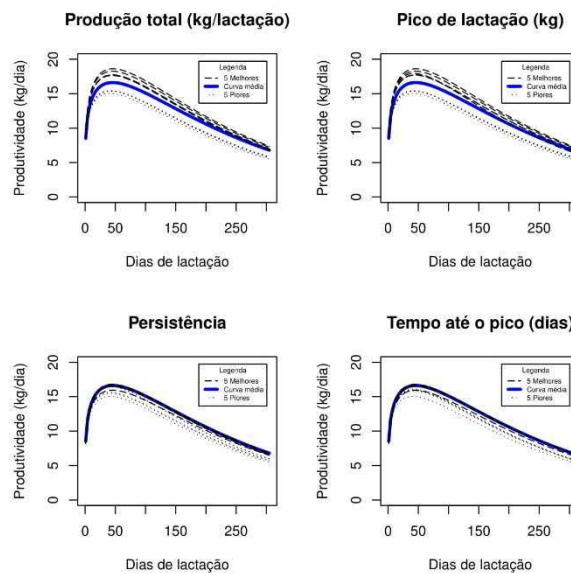 Produção total (kg/lactação)
Produtividade (kg/dia)
20
15
10
5
0
Legenda
5 Melhores
Curva média
5 Piores
0 50 150 250
Dias de lactação
Pico de lactação (kg)
Produtividade (kg/dia)
20
15
10
5
0
Legenda
5 Melhores
Curva média
5 Piores
0 50 150 250
Dias de lactação
Persistência
Produtividade (kg/dia)
20
15
10
5
0
Legenda
5 Melhores
Curva média
5 Piores
0 50 150 250
Dias de lactação
Tempo até o pico (dias)
Produtividade (kg/dia)
20
15
10
5
0
Legenda
5 Melhores
Curva média
5 Piores
0 50 150 250
Dias de lactação